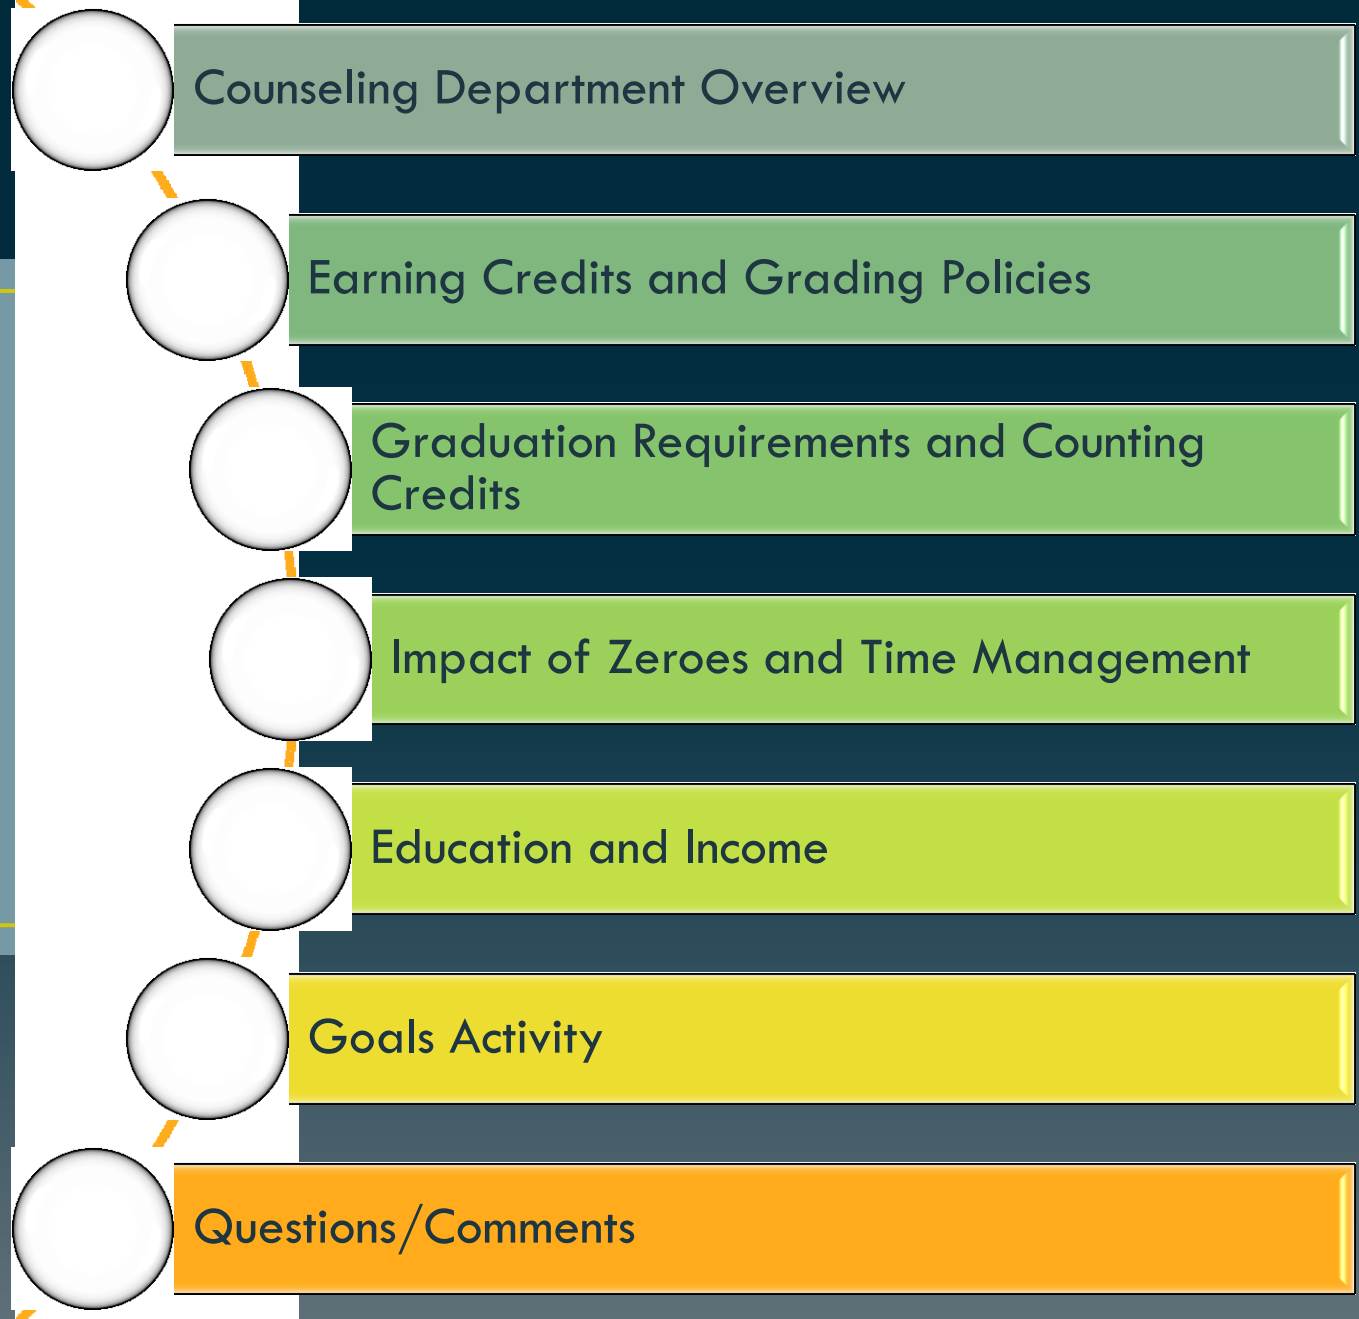 Counseling Department Overview
Earning Credits and Grading Policies
Graduation Requirements and Counting
Credits
Impact of Zeroes and Time Management
Education and Income
Goals Activity
Questions/Comments